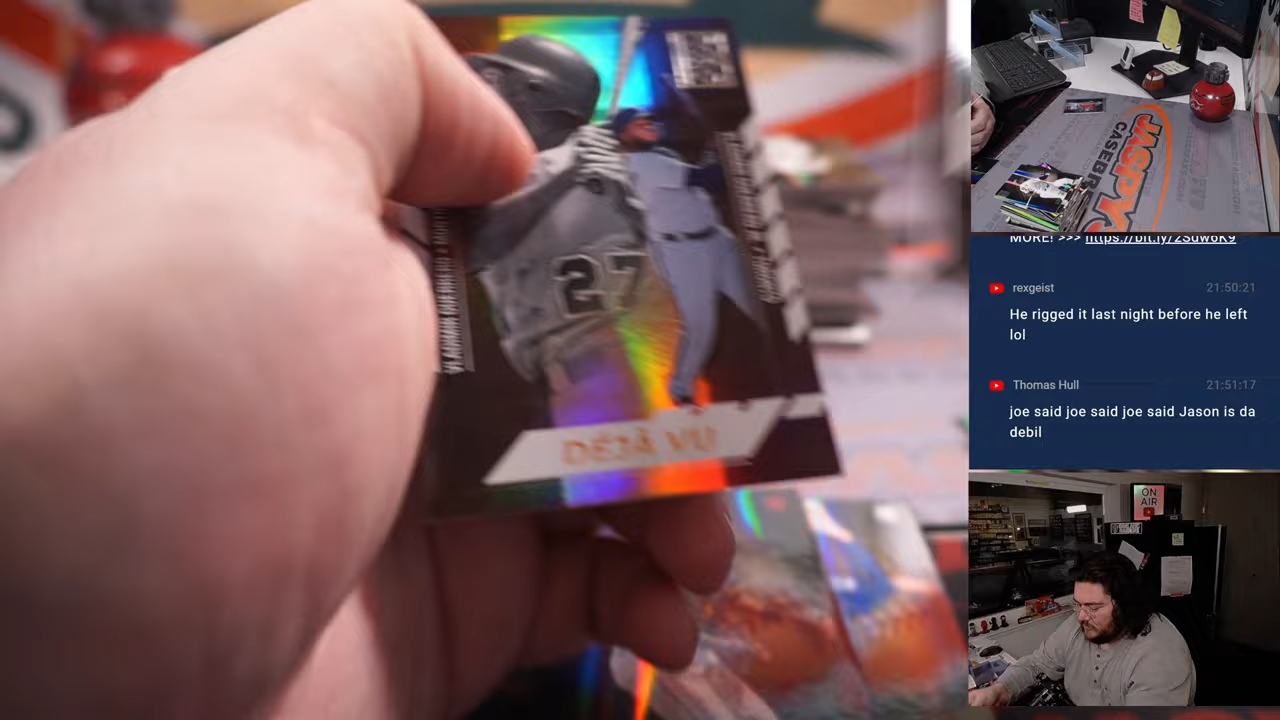 27
DÉJÀ VU
JASPY'S
MORE! >>> https://bit.ly/2Sdw6K9
rexgeist 21:50:21
He rigged it last night before he left
lol
Thomas Hull 21:51:17
joe said joe said joe said Jason is da
debil
ON
AIR